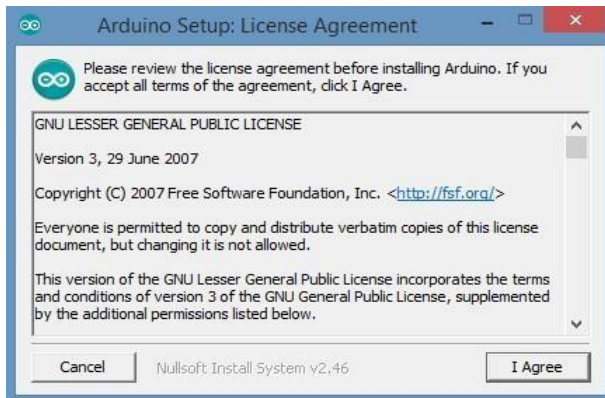 Arduino Setup: License Agreement
Please review the license agreement before installing Arduino. If you
accept all terms of the agreement, click I Agree.
GNU LESSER GENERAL PUBLIC LICENSE
Version 3, 29 June 2007
Copyright (C) 2007 Free Software Foundation, Inc. <http://fsf.org/>
Everyone is permitted to copy and distribute verbatim copies of this license
document, but changing it is not allowed.
This version of the GNU Lesser General Public License incorporates the terms
and conditions of version 3 of the GNU General Public License, supplemented
by the additional permissions listed below.
Cancel Nullsoft Install System v2.46 I Agree